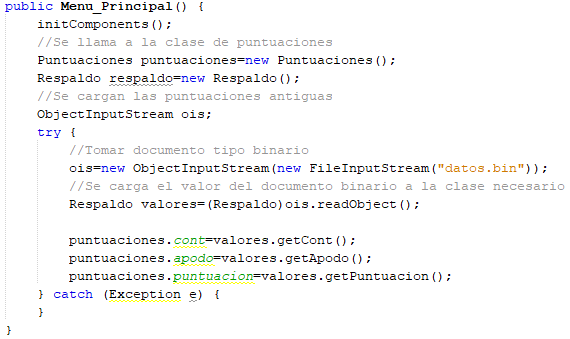 public Menu_Principal() {
initComponents();
//Se llama a la clase de puntuaciones
Puntuaciones puntuaciones=new Puntuaciones();
Respaldo respaldo=new Respaldo();
//Se cargan las puntuaciones antiguas
ObjectInputStream ois;
try {
//Tomar documento tipo binario
ois=new ObjectInputStream(new FileInputStream("datos.bin"));
//Se carga el valor del documento binario a la clase necesario
Respaldo valores=(Respaldo)ois.readObject();
puntuaciones.cont=valores.getCont();
puntuaciones.apodo=valores.getApodo();
puntuaciones.puntuacion=valores.getPuntuacion();
} catch (Exception e) {
}
}